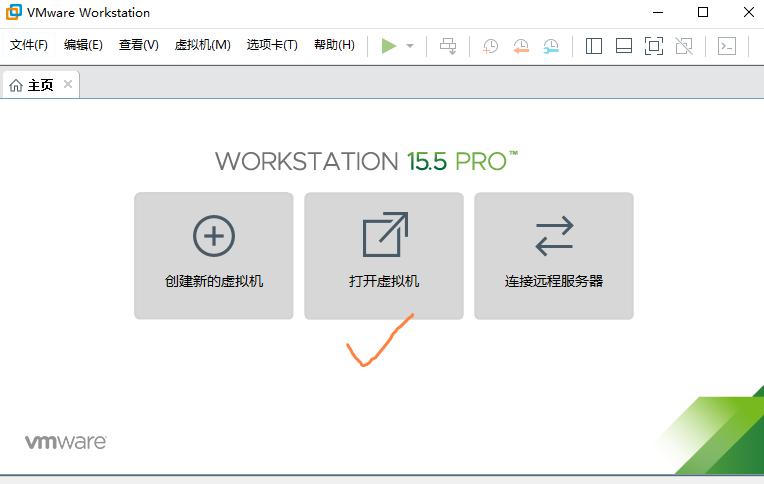 VMware Workstation
文件(F) 编辑(E) 查看(V) 虚拟机(M) 选项卡(T) 帮助(H)
主页
WORKSTATION 15.5 PRO™
创建新的虚拟机 打开虚拟机 连接远程服务器
vmware